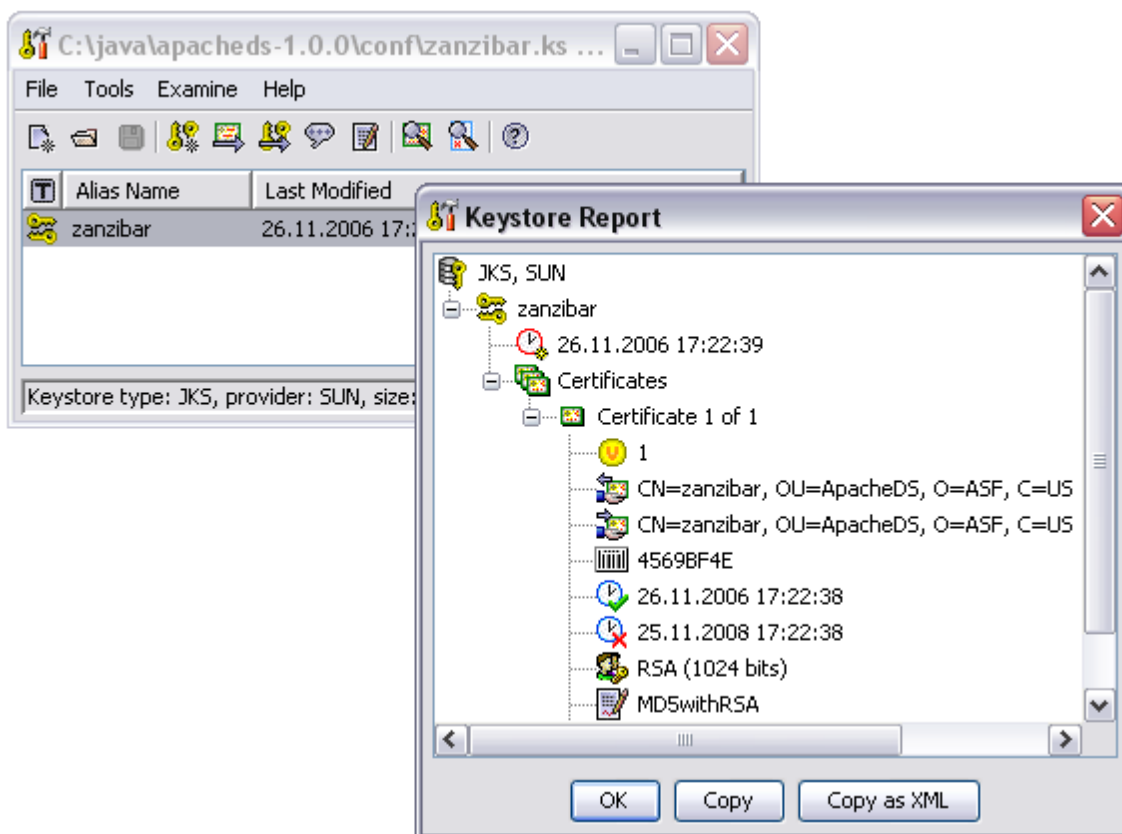 C:\java\apacheds-1.0.0\conf\zanzibar.ks ...
File Tools Examine Help
T Alias Name Last Modified
zanzibar 26.11.2006 17:
Keystore type: JKS, provider: SUN, size:
Keystore Report
JKS, SUN
zanzibar
26.11.2006 17:22:39
Certificates
Certificate 1 of 1
V 1
CN=zanzibar, OU=ApacheDS, O=ASF, C=US
CN=zanzibar, OU=ApacheDS, O=ASF, C=US
4569BF4E
26.11.2006 17:22:38
25.11.2008 17:22:38
RSA (1024 bits)
MD5withRSA
OK Copy Copy as XML